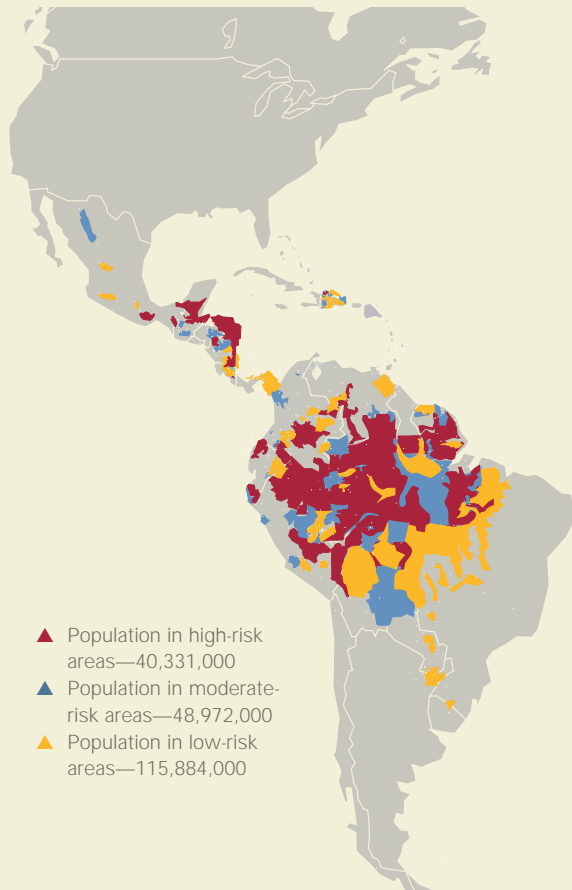 Population in high-risk
areas—40,331,000
Population in moderate-
risk areas—48,972,000
Population in low-risk
areas—115,884,000